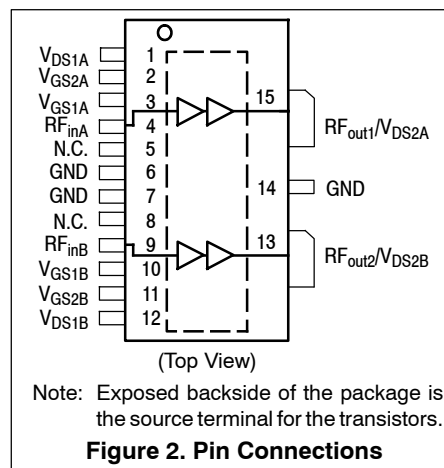 VDS1A 1
VGS2A 2
VGS1A 3
RFinA 4
N.C. 5
GND 6
GND 7
N.C. 8
RFinB 9
VGS1B 10
VGS2B 11
VDS1B 12
15 RFout1/VDS2A
14 GND
13 RFout2/VDS2B
(Top View)
Note: Exposed backside of the package is
the source terminal for the transistors.
Figure 2. Pin Connections